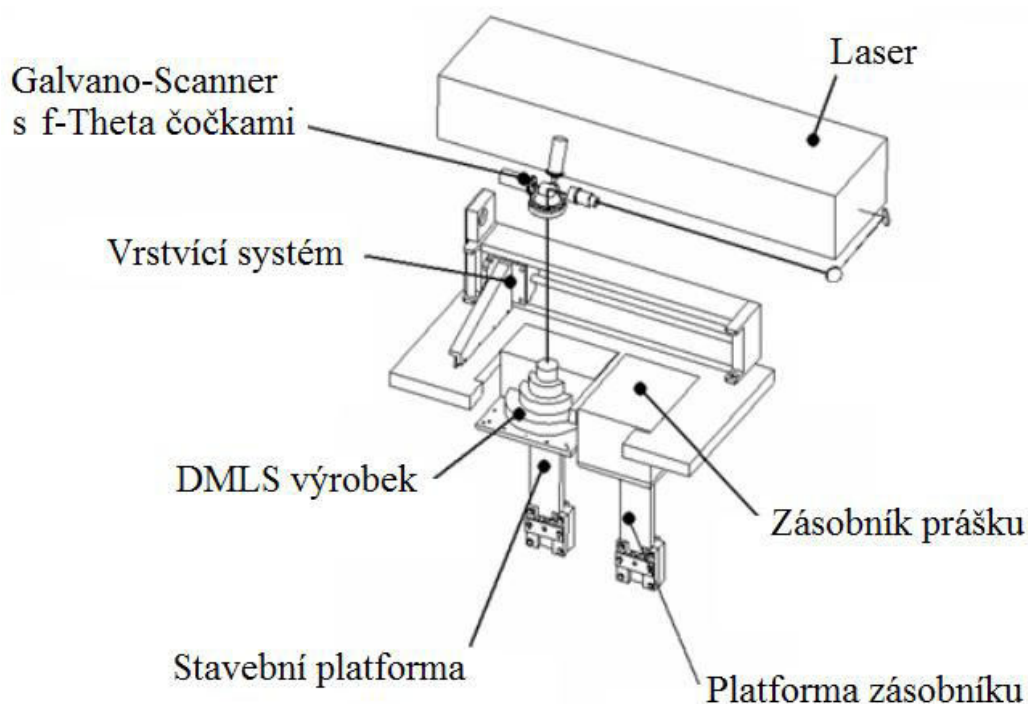 Laser
Galvano-Scanner
s f-Theta čočkami
Vrstvící systém
DMLS výrobek
Zásobník prášku
Stavební platforma
Platforma zásobníku